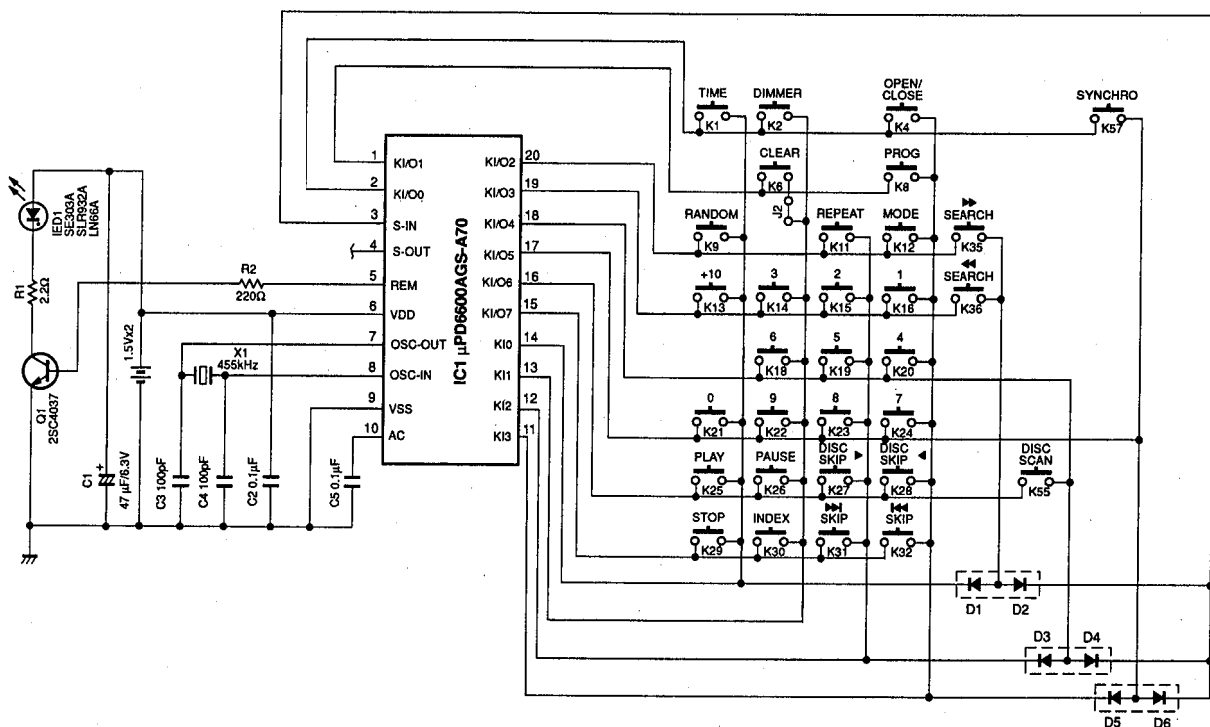 TIME
DIMMER
OPEN/
CLOSE
SYNCHRO
K1
K2
K4
K57
CLEAR
PROG
K6
K8
J2
RANDOM
REPEAT
MODE
SEARCH
K9
K11
K12
K35
+10
3
2
1
SEARCH
K13
K14
K15
K16
K36
6
5
4
K18
K19
K20
0
9
8
7
K21
K22
K23
K24
PLAY
PAUSE
DISC
SKIP
DISC
SKIP
DISC
SCAN
K25
K26
K27
K28
K55
STOP
INDEX
SKIP
SKIP
K29
K30
K31
K32
D1
D2
D3
D4
D5
D6
IC1 µPD6600AGS-A70
1 KI/O1
2 KI/O0
3 S-IN
4 S-OUT
5 REM
6 VDD
7 OSC-OUT
8 OSC-IN
9 VSS
10 AC
KI/O2 20
KI/O3 19
KI/O4 18
KI/O5 17
KI/O6 16
KI/O7 15
KI0 14
KI1 13
KI2 12
KI3 11
IED1
SE303A
SLR932A
LN66A
R1
2.2Ω
R2
220Ω
Q1
2SC4037
1.5Vx2
X1
455kHz
C1
+
47 µF/6.3V
C3 100pF
C4 100pF
C2 0.1µF
C5 0.1µF